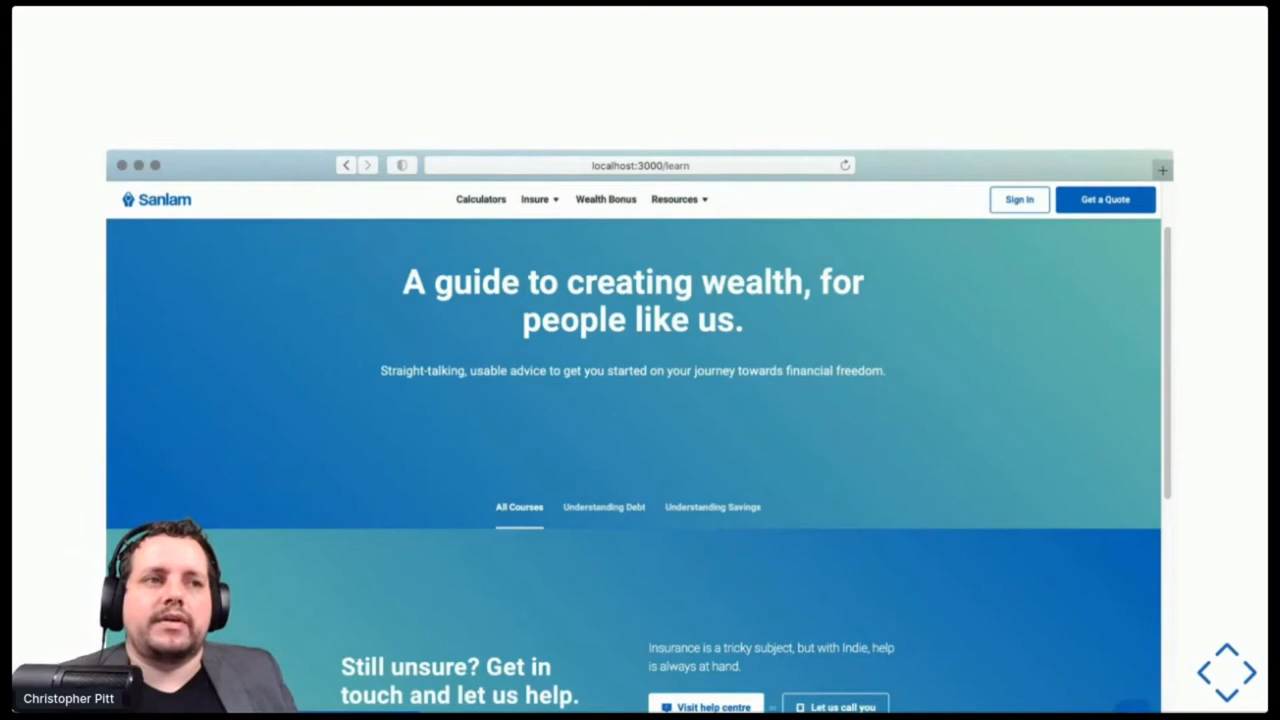 localhost:3000/learn
Sanlam
Calculators Insure Wealth Bonus Resources
Sign In
Get a Quote
A guide to creating wealth, for
people like us.
Straight-talking, usable advice to get you started on your journey towards financial freedom.
All Courses Understanding Debt Understanding Savings
Still unsure? Get in
touch and let us help.
Insurance is a tricky subject, but with Indie, help
is always at hand.
Visit help centre
or
Let us call you
Christopher Pitt